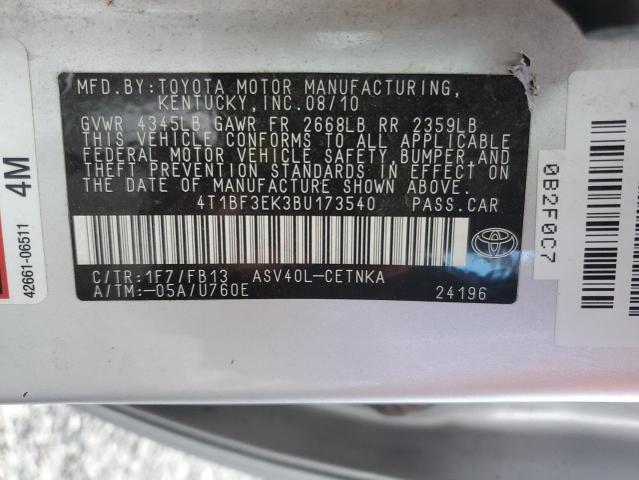 MFD.BY:TOYOTA MOTOR MANUFACTURING,
KENTUCKY, INC. 08/10
GVWR 4345LB GAWR FR 2668LB RR 2359LB
THIS VEHICLE CONFORMS TO ALL APPLICABLE
FEDERAL MOTOR VEHICLE SAFETY, BUMPER, AND
THEFT PREVENTION STANDARDS IN EFFECT ON
THE DATE OF MANUFACTURE SHOWN ABOVE.
4T1BF3EK3BU173540 PASS.CAR
C/TR:1F7/FB13 ASV40L-CETNKA
A/TM:-05A/U760E 24196
4M
42661-06511
0B2F0C7